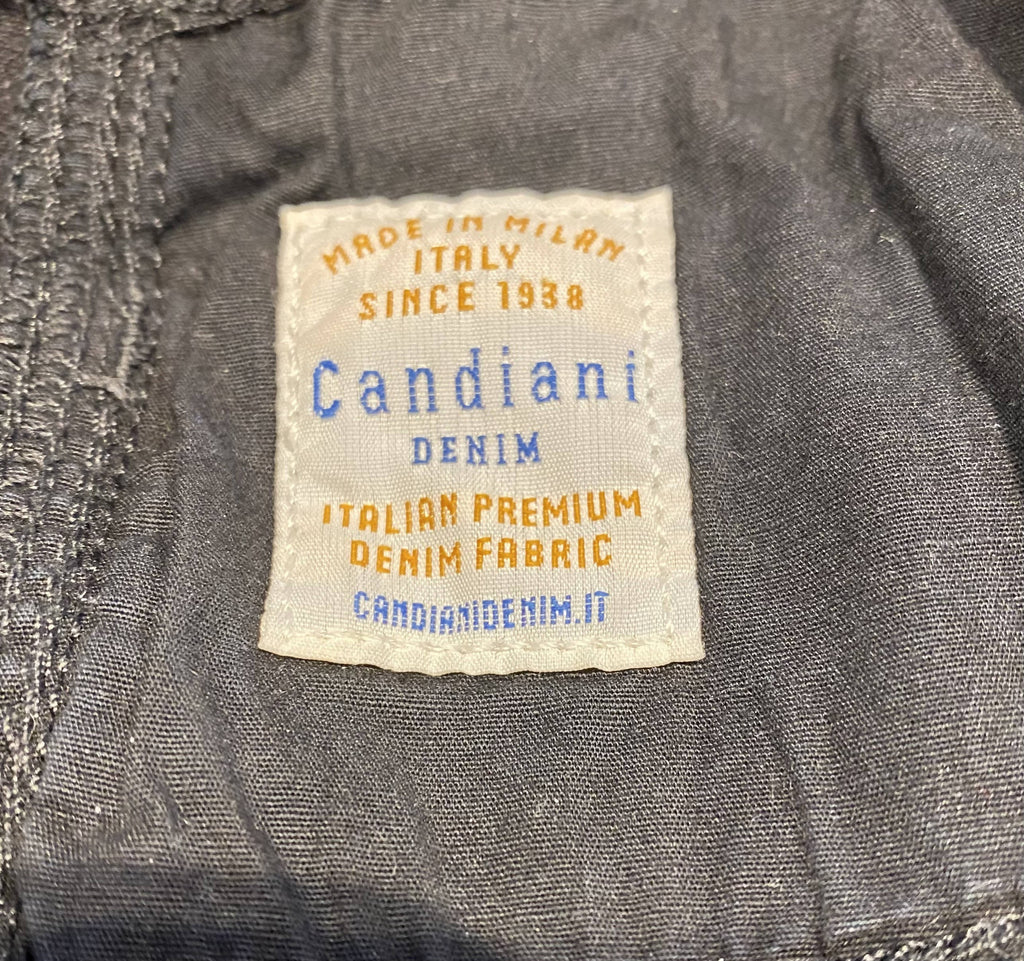 MADE IN MILAN
ITALY
SINCE 1938
Candiani
DENIM
ITALIAN PREMIUM
DENIM FABRIC
CANDIANIDENIM.IT